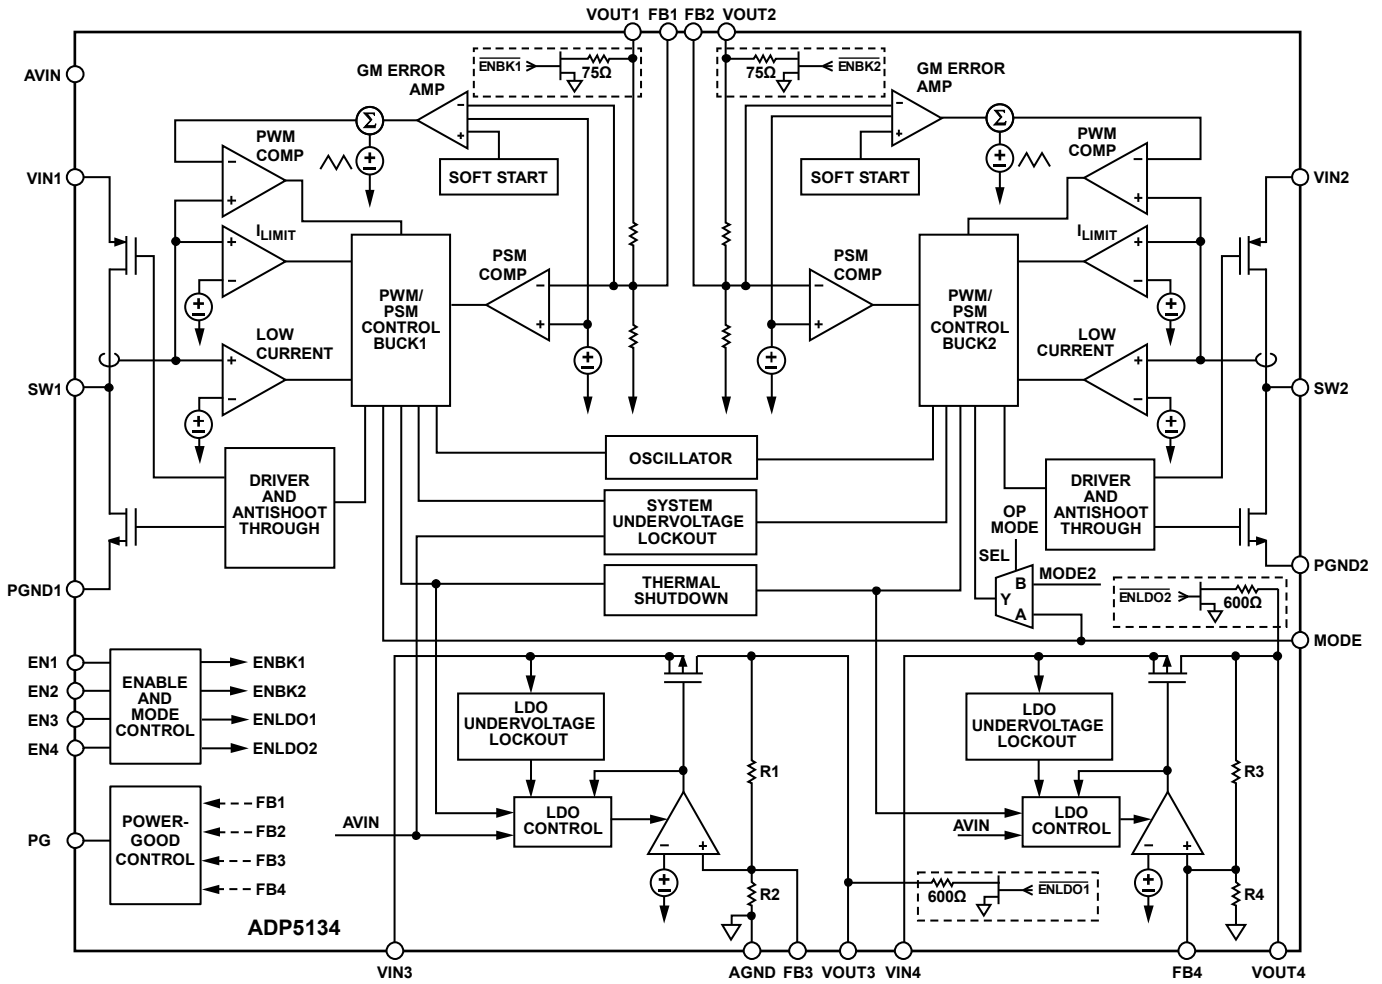 VOUT1 FB1 FB2 VOUT2
AVIN
ENBK1
75Ω
75Ω
ENBK2
GM ERROR
AMP
GM ERROR
AMP
Σ
Σ
PWM
COMP
PWM
COMP
−
+
−
+
+
−
−
+
−
+
±
±
SOFT START
SOFT START
VIN1
VIN2
ILIMIT
ILIMIT
+
−
+
−
±
±
PSM
COMP
PSM
COMP
−
+
−
+
±
±
PWM/
PSM
CONTROL
BUCK1
PWM/
PSM
CONTROL
BUCK2
LOW
CURRENT
LOW
CURRENT
+
−
+
−
±
±
SW1
SW2
OSCILLATOR
DRIVER
AND
ANTISHOOT
THROUGH
SYSTEM
UNDERVOLTAGE
LOCKOUT
DRIVER
AND
ANTISHOOT
THROUGH
OP
MODE
SEL
B
Y
A
MODE2
THERMAL
SHUTDOWN
ENLDO2
600Ω
PGND1
PGND2
MODE
EN1
EN2
EN3
EN4
ENABLE
AND
MODE
CONTROL
ENBK1
ENBK2
ENLDO1
ENLDO2
LDO
UNDERVOLTAGE
LOCKOUT
LDO
UNDERVOLTAGE
LOCKOUT
R1
R3
PG
POWER-
GOOD
CONTROL
FB1
FB2
FB3
FB4
AVIN
LDO
CONTROL
−
+
±
AVIN
LDO
CONTROL
−
+
±
R2
600Ω
ENLDO1
R4
ADP5134
VIN3
AGND FB3 VOUT3 VIN4
FB4
VOUT4